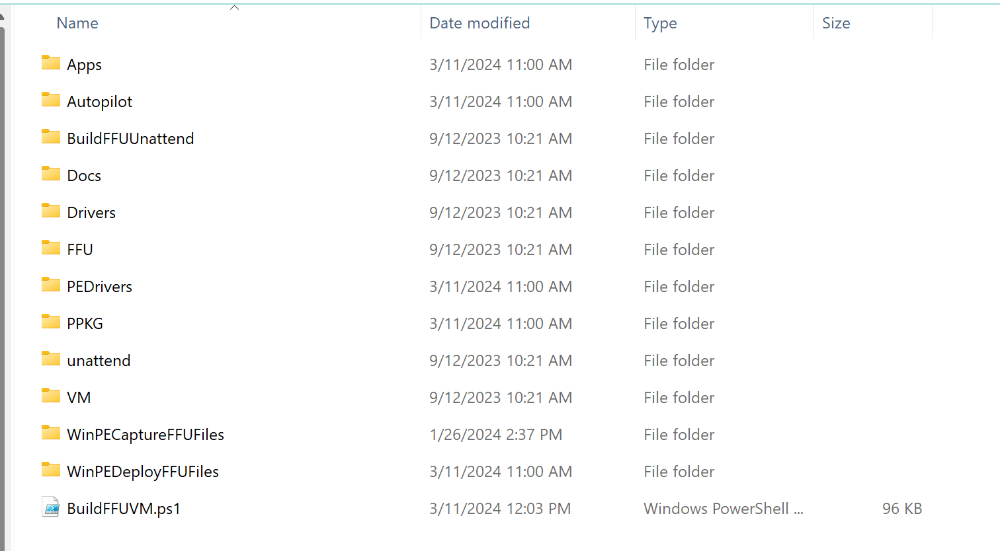 Name Date modified Type Size
Apps 3/11/2024 11:00 AM File folder
Autopilot 3/11/2024 11:00 AM File folder
BuildFFUUnattend 9/12/2023 10:21 AM File folder
Docs 9/12/2023 10:21 AM File folder
Drivers 9/12/2023 10:21 AM File folder
FFU 9/12/2023 10:21 AM File folder
PEDrivers 3/11/2024 11:00 AM File folder
PPKG 3/11/2024 11:00 AM File folder
unattend 9/12/2023 10:21 AM File folder
VM 9/12/2023 10:21 AM File folder
WinPECaptureFFUFiles 1/26/2024 2:37 PM File folder
WinPEDeployFFUFiles 3/11/2024 11:00 AM File folder
BuildFFUVM.ps1 3/11/2024 12:03 PM Windows PowerShell ... 96 KB